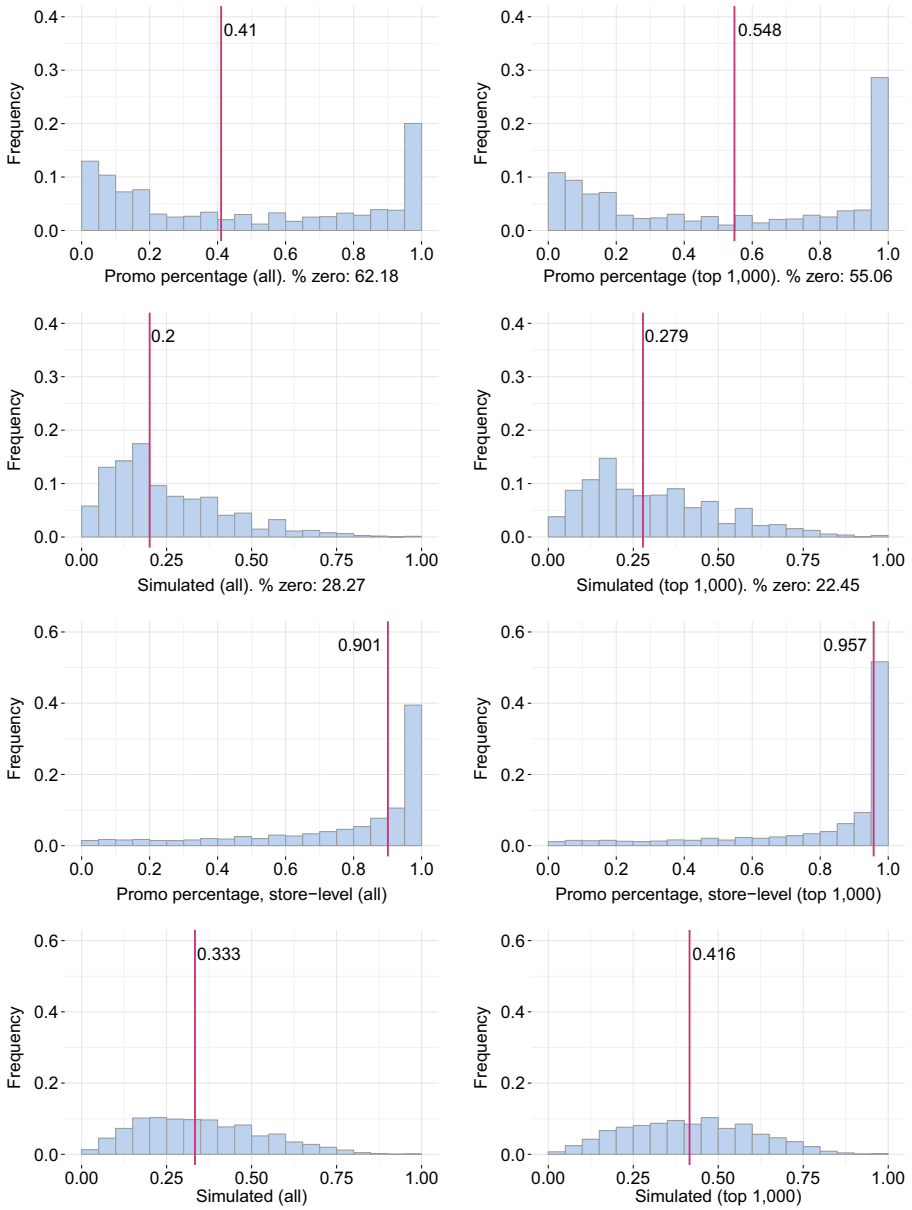 0.41
Frequency
0.4
0.3
0.2
0.1
0.0
0.0 0.2 0.4 0.6 0.8 1.0
Promo percentage (all). % zero: 62.18
0.548
Frequency
0.4
0.3
0.2
0.1
0.0
0.0 0.2 0.4 0.6 0.8 1.0
Promo percentage (top 1,000). % zero: 55.06
0.2
Frequency
0.4
0.3
0.2
0.1
0.0
0.00 0.25 0.50 0.75 1.00
Simulated (all). % zero: 28.27
0.279
Frequency
0.4
0.3
0.2
0.1
0.0
0.00 0.25 0.50 0.75 1.00
Simulated (top 1,000). % zero: 22.45
0.901
Frequency
0.6
0.4
0.2
0.0
0.0 0.2 0.4 0.6 0.8 1.0
Promo percentage, store−level (all)
0.957
Frequency
0.6
0.4
0.2
0.0
0.0 0.2 0.4 0.6 0.8 1.0
Promo percentage, store−level (top 1,000)
0.333
Frequency
0.6
0.4
0.2
0.0
0.00 0.25 0.50 0.75 1.00
Simulated (all)
0.416
Frequency
0.6
0.4
0.2
0.0
0.00 0.25 0.50 0.75 1.00
Simulated (top 1,000)